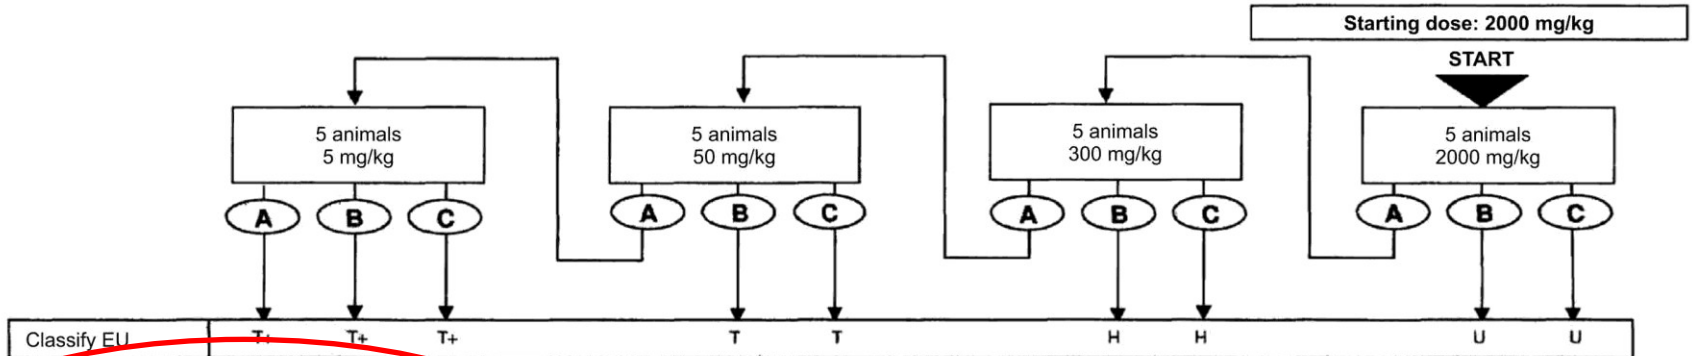 Starting dose: 2000 mg/kg
START
5 animals
5 mg/kg
5 animals
50 mg/kg
5 animals
300 mg/kg
5 animals
2000 mg/kg
A B C A B C A B C A B C
Classify EU T+ T+ T+ T T H H U U